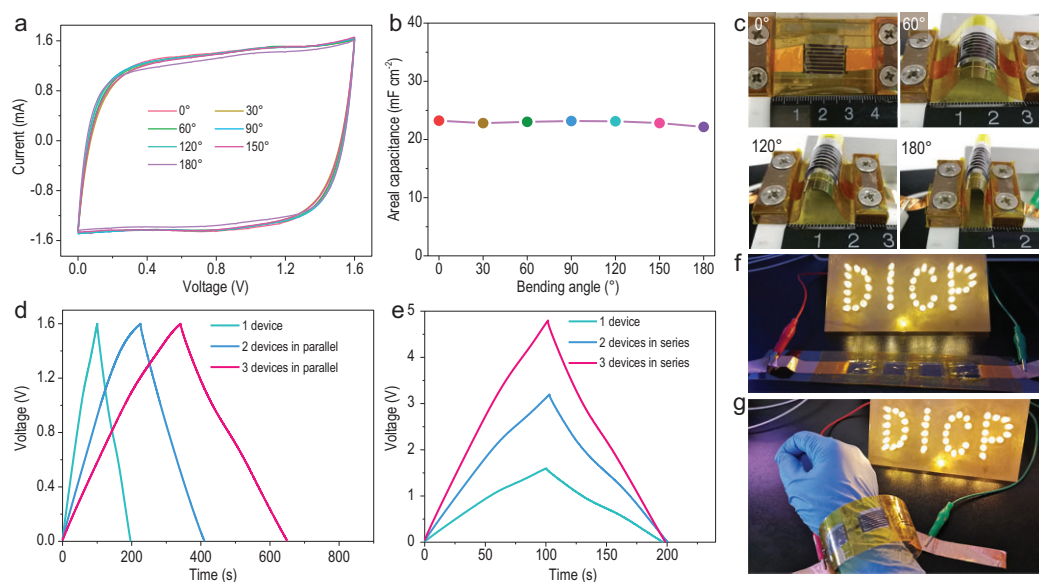 a
1.6
0.8
0.0
-0.8
-1.6
Current (mA)
0° 30°
60° 90°
120° 150°
180°
0.0 0.4 0.8 1.2 1.6
Voltage (V)
b
40
30
20
10
0
Areal capacitance (mF cm⁻²)
0 30 60 90 120 150 180
Bending angle (°)
c
0°
1 2 3 4
60°
1 2 3
120°
1 2 3
180°
1 2
d
1.6
1.2
0.8
0.4
0.0
Voltage (V)
1 device
2 devices in parallel
3 devices in parallel
0 200 400 600 800
Time (s)
e
5
4
3
2
1
0
Voltage (V)
1 device
2 devices in series
3 devices in series
0 50 100 150 200
Time (s)
f
DICP
g
DICP